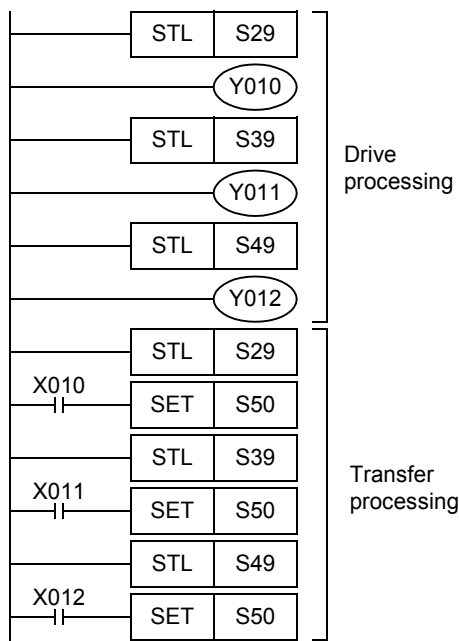 STL S29
Y010
STL S39
Y011
STL S49
Y012
Drive
processing
STL S29
X010
SET S50
STL S39
X011
SET S50
STL S49
X012
SET S50
Transfer
processing